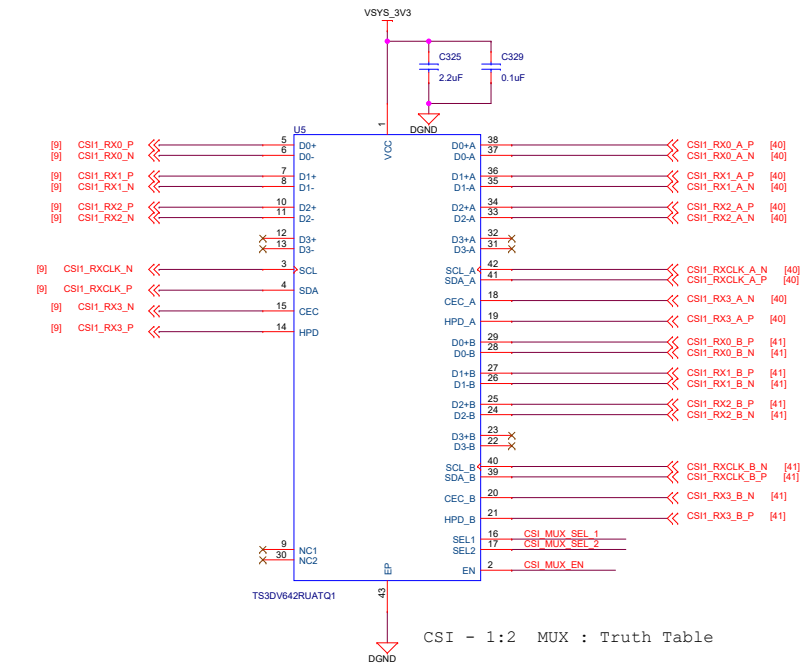 VSYS_3V3
C325
C329
2.2uF
0.1uF
DGND
U5
1
VCC
[9] CSI1_RX0_P 5 D0+ D0+A 38 CSI1_RX0_A_P [40]
[9] CSI1_RX0_N 6 D0- D0-A 37 CSI1_RX0_A_N [40]
[9] CSI1_RX1_P 7 D1+ D1+A 36 CSI1_RX1_A_P [40]
[9] CSI1_RX1_N 8 D1- D1-A 35 CSI1_RX1_A_N [40]
[9] CSI1_RX2_P 10 D2+ D2+A 34 CSI1_RX2_A_P [40]
[9] CSI1_RX2_N 11 D2- D2-A 33 CSI1_RX2_A_N [40]
12 D3+ D3+A 32
13 D3- D3-A 31
[9] CSI1_RXCLK_N 3 SCL SCL_A 42 CSI1_RXCLK_A_N [40]
SDA_A 41 CSI1_RXCLK_A_P [40]
[9] CSI1_RXCLK_P 4 SDA
CEC_A 18 CSI1_RX3_A_N [40]
[9] CSI1_RX3_N 15 CEC
HPD_A 19 CSI1_RX3_A_P [40]
[9] CSI1_RX3_P 14 HPD
D0+B 29 CSI1_RX0_B_P [41]
D0-B 28 CSI1_RX0_B_N [41]
D1+B 27 CSI1_RX1_B_P [41]
D1-B 26 CSI1_RX1_B_N [41]
D2+B 25 CSI1_RX2_B_P [41]
D2-B 24 CSI1_RX2_B_N [41]
D3+B 23
D3-B 22
SCL_B 40 CSI1_RXCLK_B_N [41]
SDA_B 39 CSI1_RXCLK_B_P [41]
CEC_B 20 CSI1_RX3_B_N [41]
HPD_B 21 CSI1_RX3_B_P [41]
SEL1 16 CSI_MUX_SEL_1
9 NC1 SEL2 17 CSI_MUX_SEL_2
30 NC2
EN 2 CSI_MUX_EN
EP
43
TS3DV642RUATQ1
CSI - 1:2 MUX : Truth Table
DGND